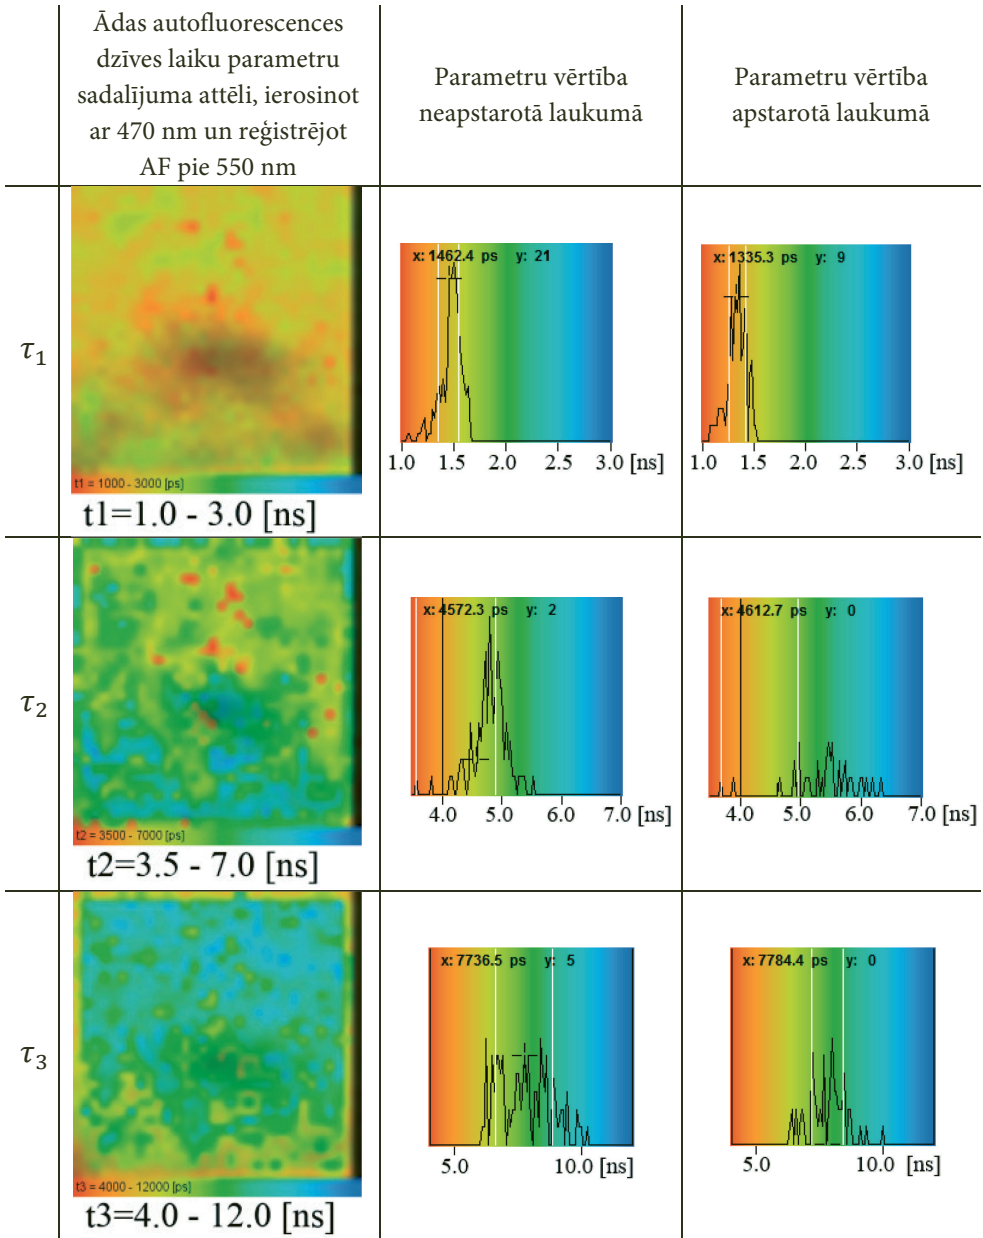 Ādas autofluorescences
dzīves laiku parametru
sadalījuma attēli, ierosinot
ar 470 nm un reģistrējot
AF pie 550 nm
Parametru vērtība
neapstarotā laukumā
Parametru vērtība
apstarotā laukumā
τ1
t1 = 1000 - 3000 [ps]
t1=1.0 - 3.0 [ns]
x: 1462.4 ps y: 21
1.0 1.5 2.0 2.5 3.0 [ns]
x: 1335.3 ps y: 9
1.0 1.5 2.0 2.5 3.0 [ns]
τ2
t2 = 3500 - 7000 [ps]
t2=3.5 - 7.0 [ns]
x: 4572.3 ps y: 2
4.0 5.0 6.0 7.0 [ns]
x: 4612.7 ps y: 0
4.0 5.0 6.0 7.0 [ns]
τ3
t3 = 4000 - 12000 [ps]
t3=4.0 - 12.0 [ns]
x: 7736.5 ps y: 5
5.0 10.0 [ns]
x: 7784.4 ps y: 0
5.0 10.0 [ns]